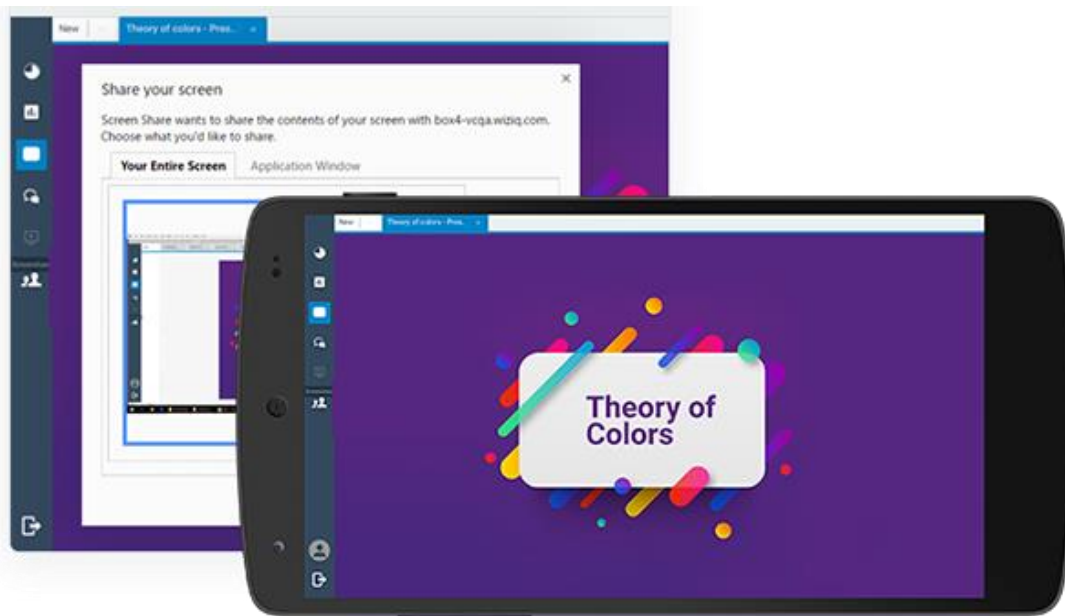 New
Theory of colors - Pres..
Share your screen
Screen Share wants to share the contents of your screen with box4-vcqa.wiziq.com.
Choose what you'd like to share.
Your Entire Screen Application Window
New Theory of colors - Pres..
Theory of
Colors